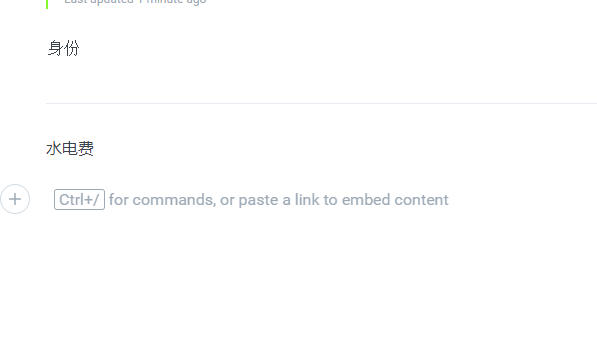 Last updated 1 minute ago
身份
水电费
Ctrl+/ for commands, or paste a link to embed content